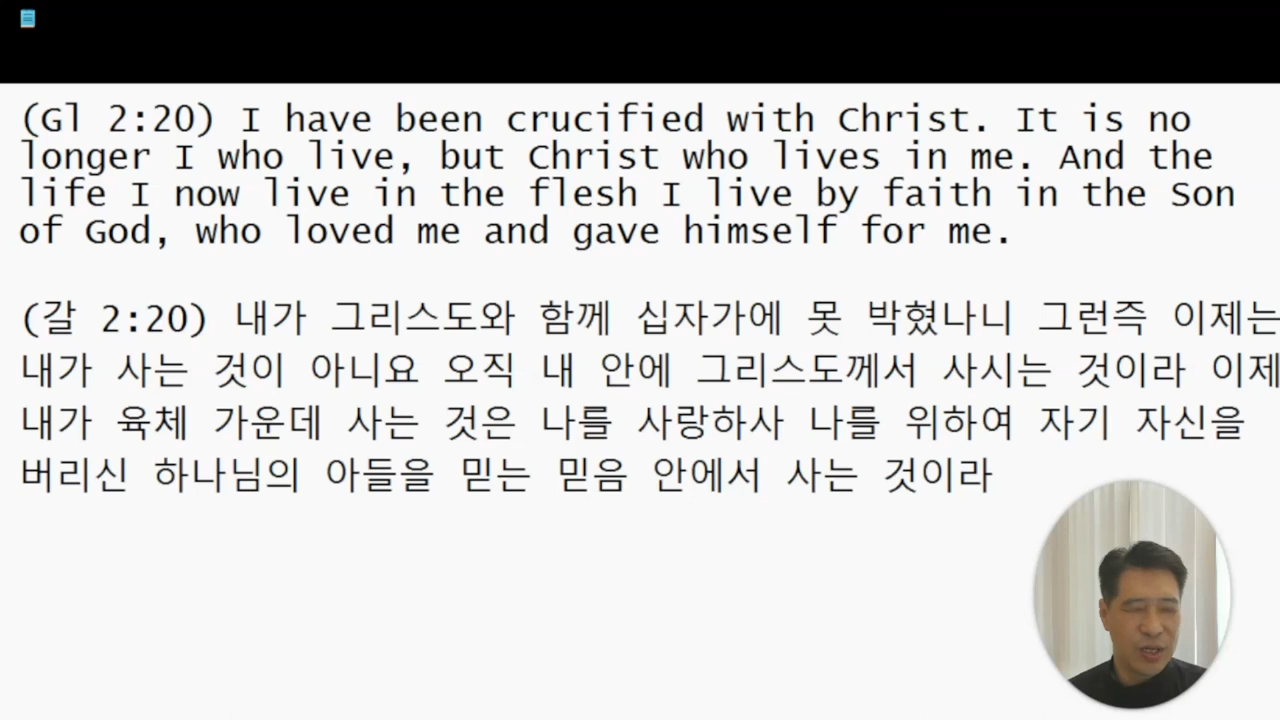 (Gl 2:20) I have been crucified with Christ. It is no
longer I who live, but Christ who lives in me. And the
life I now live in the flesh I live by faith in the Son
of God, who loved me and gave himself for me.
(갈 2:20) 내가 그리스도와 함께 십자가에 못 박혔나니 그런즉 이제는
내가 사는 것이 아니요 오직 내 안에 그리스도께서 사시는 것이라 이제
내가 육체 가운데 사는 것은 나를 사랑하사 나를 위하여 자기 자신을
버리신 하나님의 아들을 믿는 믿음 안에서 사는 것이라